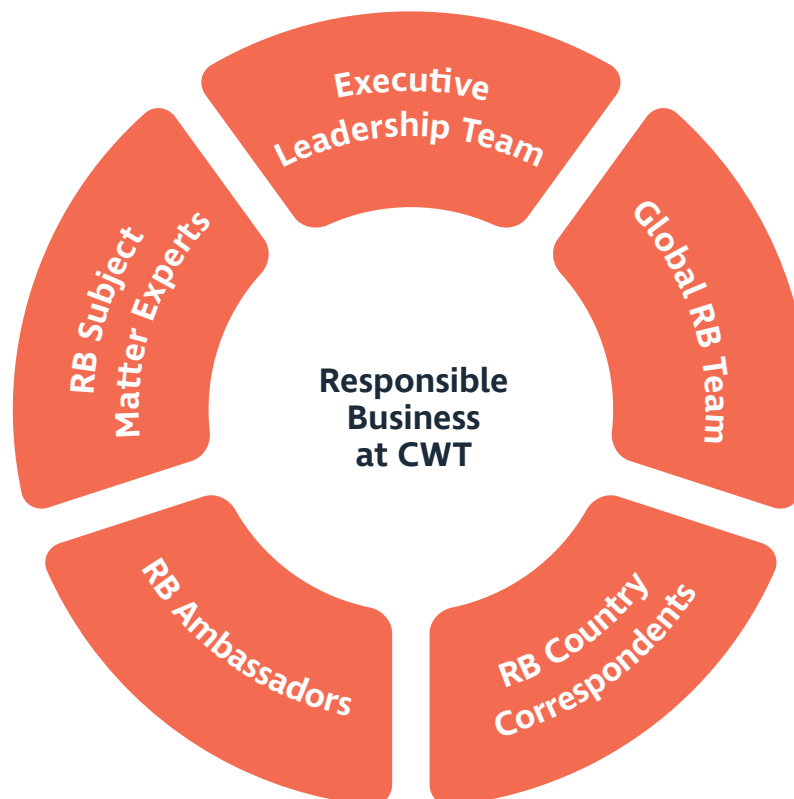 Executive
Leadership Team
Global RB Team
RB Country
Correspondents
RB Ambassadors
RB Subject
Matter Experts
Responsible
Business
at CWT